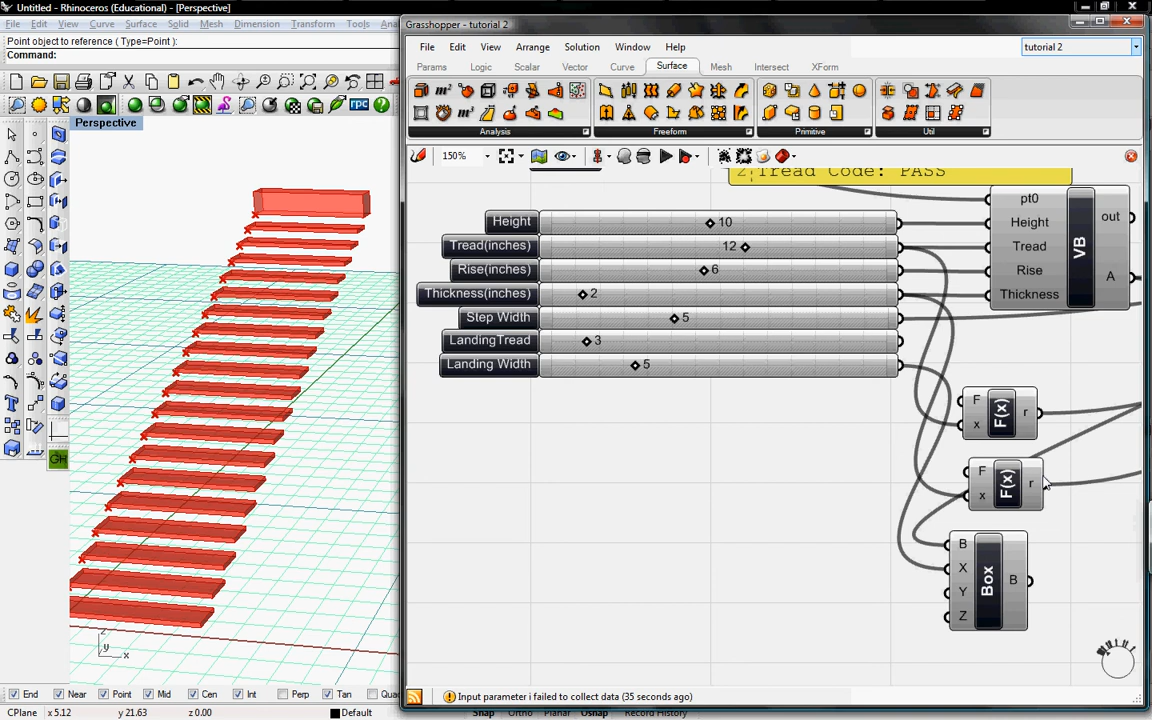 Untitled - Rhinoceros (Educational) - [Perspective]
File Edit View Curve Surface Solid Mesh Dimension Transform Tools
Point object to reference ( Type=Point ):
Command:
Perspective
rpc
GH
z
y
x
End Near Point Mid Cen Int Perp Tan Quad
CPlane x 5.12 y 21.63 z 0.00 Default Snap Ortho Planar Osnap Record History
Grasshopper - tutorial 2
File Edit View Arrange Solution Window Help
tutorial 2
Params Logic Scalar Vector Curve Surface Mesh Intersect XForm
Analysis Freeform Primitive Util
150%
2 Tread Code: PASS
Height 10
Tread(inches) 12
Rise(inches) 6
Thickness(inches) 2
Step Width 5
LandingTread 3
Landing Width 5
pt0
Height
Tread
Rise
Thickness
VB
out
A
F
x
F(x)
r
F
x
F(x)
r
B
X
Y
Z
Box
B
Input parameter i failed to collect data (35 seconds ago)